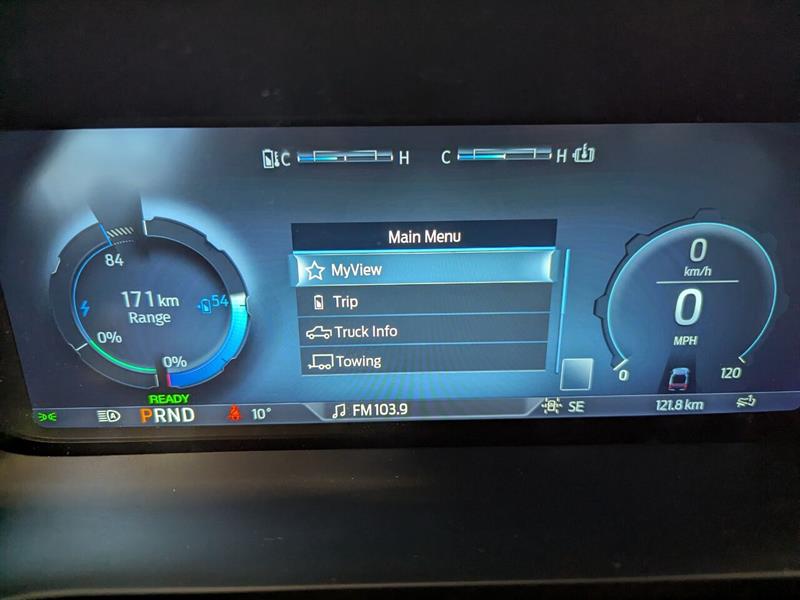 C H C H
Main Menu
MyView
Trip
Truck Info
Towing
84
171 km
Range
54
0%
0%
0
km/h
0
MPH
0 120
READY
A PRND 10° FM 103.9 SE 121.8 km